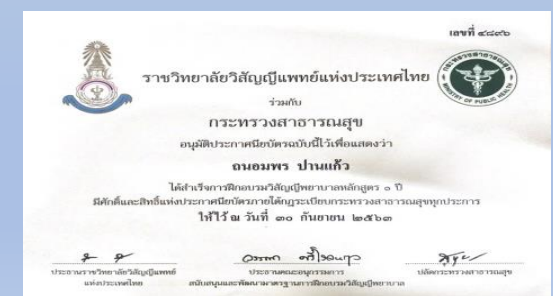 เลขที่ ๔๘๙๖
ราชวิทยาลัยวิสัญญีแพทย์แห่งประเทศไทย
ร่วมกับ
กระทรวงสาธารณสุข
อนุมัติประกาศนียบัตรฉบับนี้ไว้เพื่อแสดงว่า
ถนอมพร ปานแก้ว
ได้สำเร็จการฝึกอบรมวิสัญญีพยาบาลหลักสูตร ๑ ปี
มีศักดิ์และสิทธิ์แห่งประกาศนียบัตรภายใต้กฎระเบียบกระทรวงสาธารณสุขทุกประการ
ให้ไว้ ณ วันที่ ๓๐ กันยายน ๒๕๖๓
ประธานราชวิทยาลัยวิสัญญีแพทย์
แห่งประเทศไทย
ประธานคณะอนุกรรมการ
สนับสนุนและพัฒนามาตรฐานการฝึกอบรมวิสัญญีพยาบาล
ปลัดกระทรวงสาธารณสุข
MINISTRY OF PUBLIC HEALTH